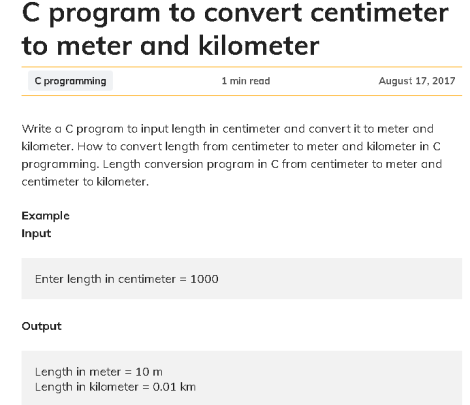 C program to convert centimeter
to meter and kilometer
C programming 1 min read August 17, 2017
Write a C program to input length in centimeter and convert it to meter and
kilometer. How to convert length from centimeter to meter and kilometer in C
programming. Length conversion program in C from centimeter to meter and
centimeter to kilometer.
Example
Input
Enter length in centimeter = 1000
Output
Length in meter = 10 m
Length in kilometer = 0.01 km